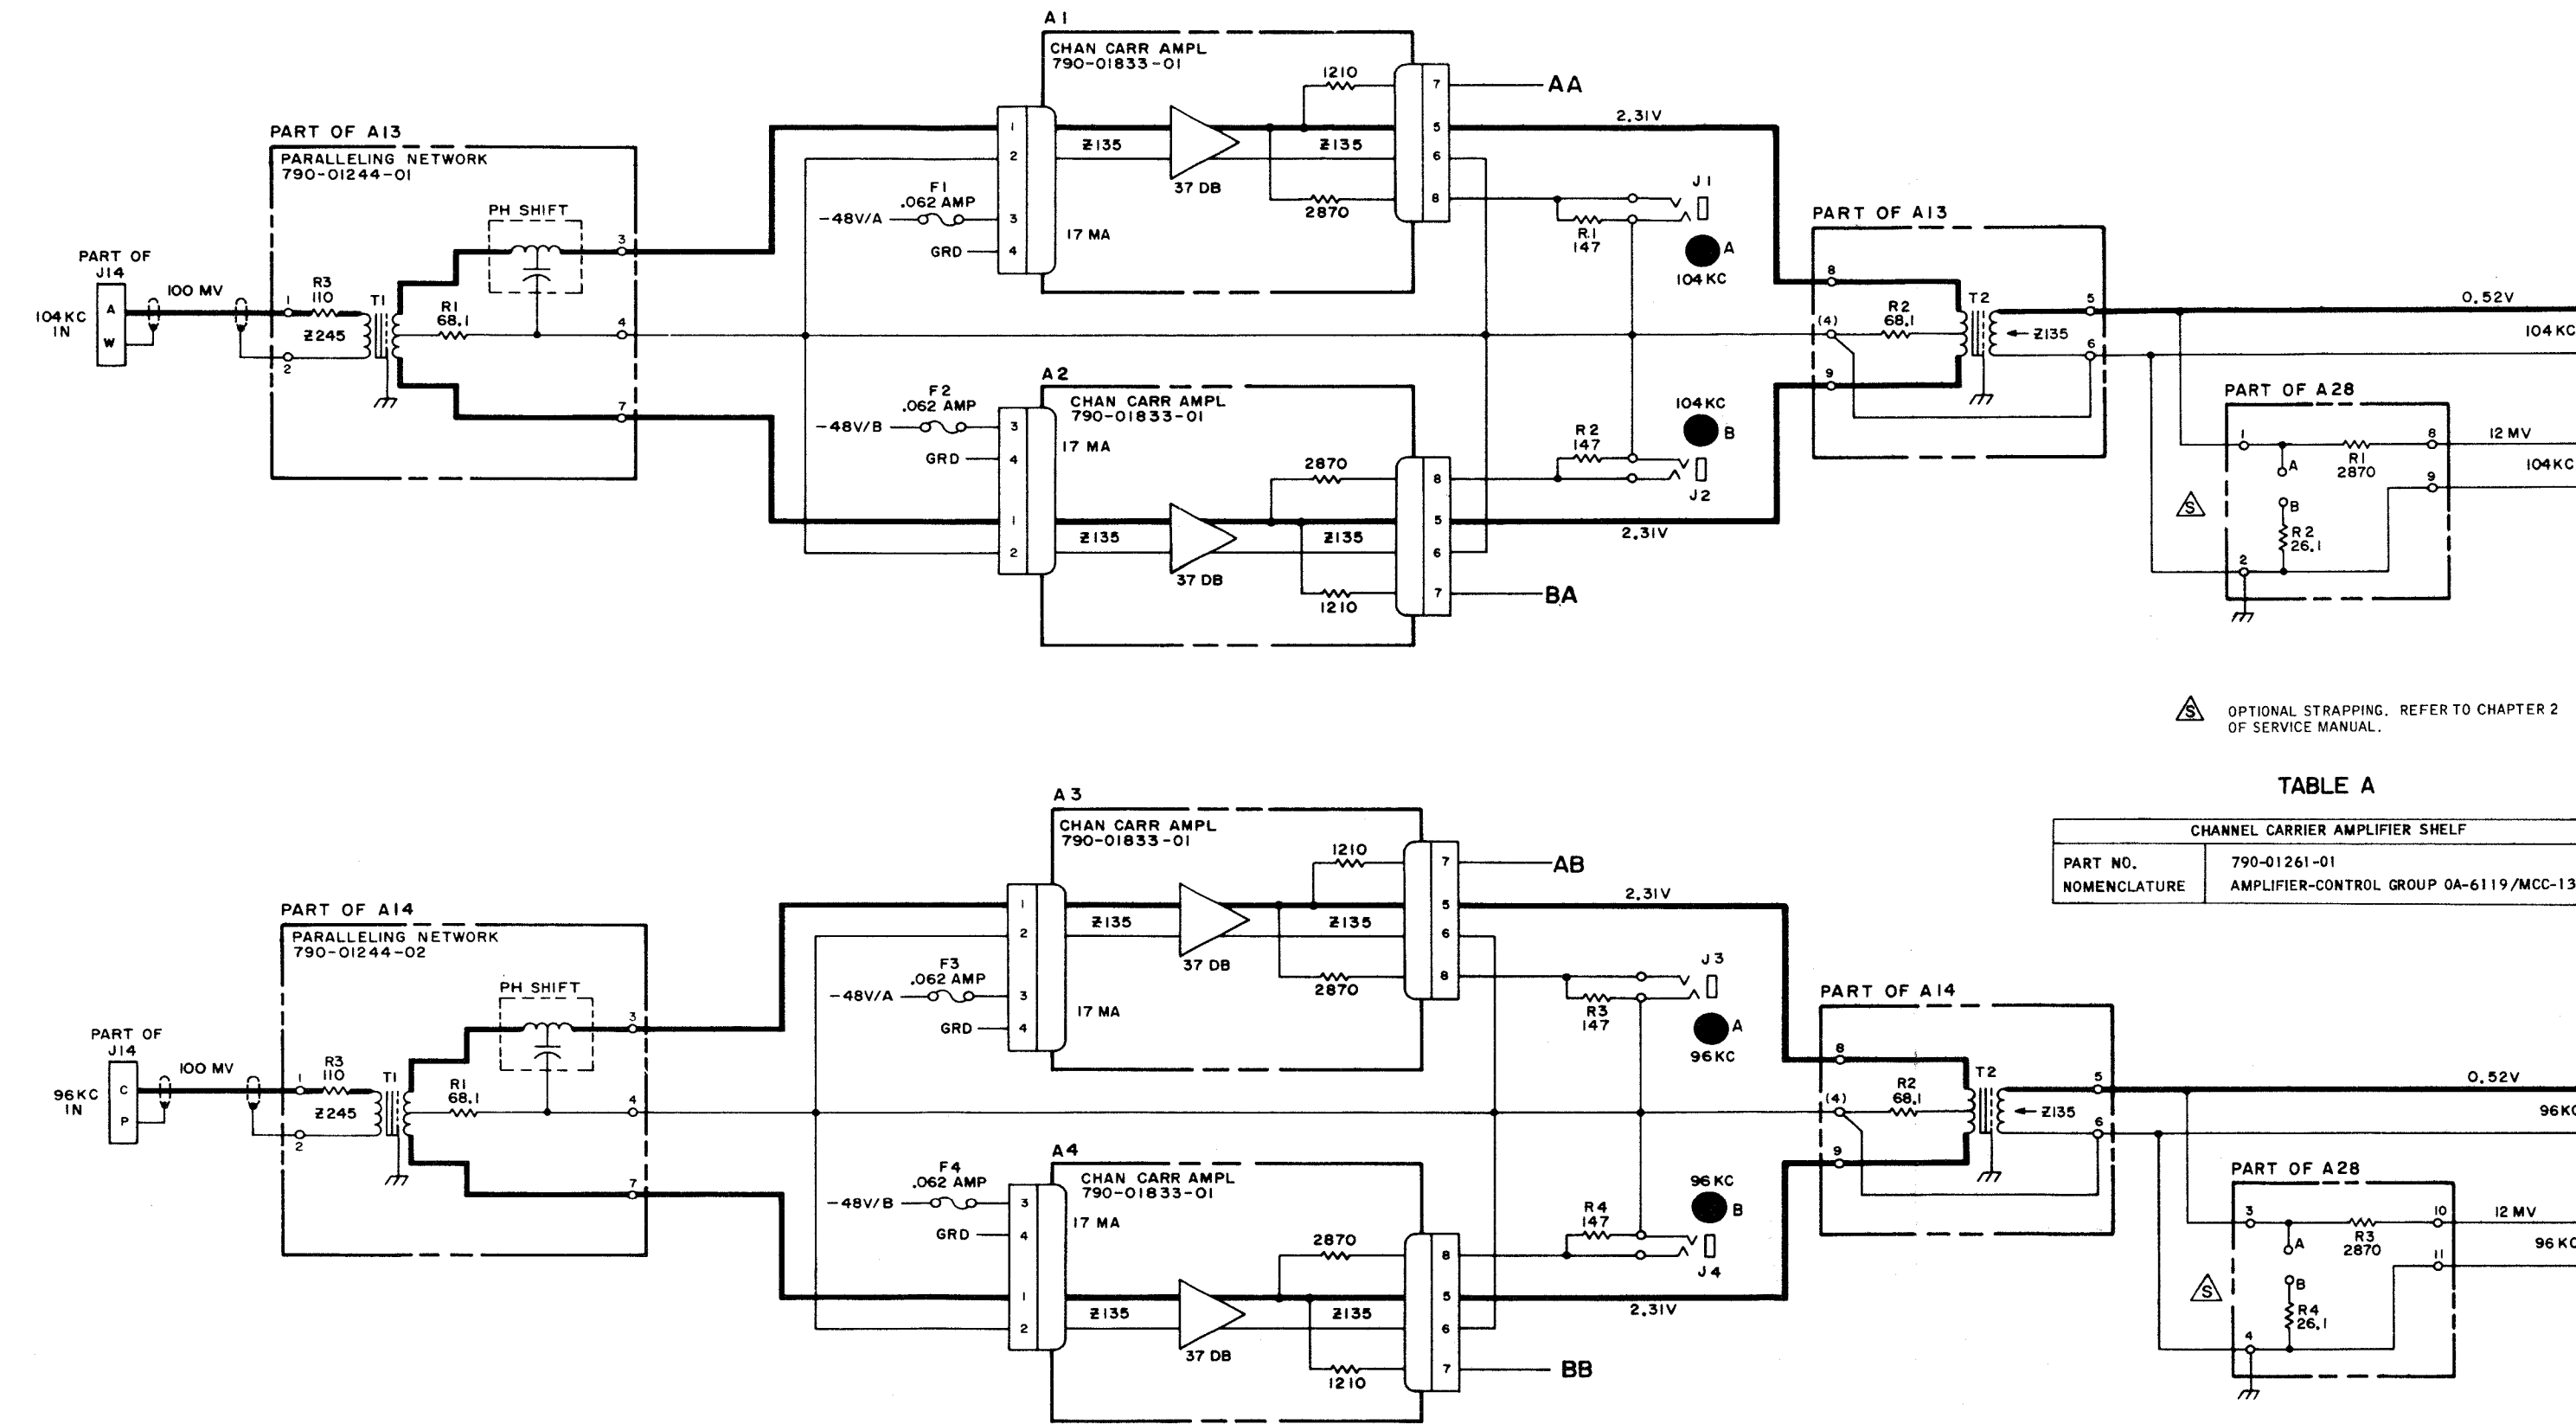 A1
CHAN CARR AMPL
790-01833-01
1210
7
AA
1
Z135
Z135
5
2.31V
2
6
37 DB
F1
.062 AMP
-48V/A
3
2870
8
J1
R1
147
17 MA
GRD
4
A
104KC
PART OF A13
PARALLELING NETWORK
790-01244-01
PH SHIFT
3
PART OF
J14
A
W
104KC
IN
100 MV
1
R3
110
Z245
2
T1
R1
68.1
4
7
PART OF A13
8
(4)
R2
68.1
T2
5
Z135
6
9
0.52V
104KC
A2
CHAN CARR AMPL
790-01833-01
F2
.062 AMP
-48V/B
3
17 MA
GRD
4
2870
8
R2
147
104KC
B
J2
1
Z135
Z135
5
2.31V
2
6
37 DB
1210
7
BA
PART OF A28
1
A
R1
2870
8
12 MV
104KC
9
S
B
R2
26.1
2
S
OPTIONAL STRAPPING. REFER TO CHAPTER 2
OF SERVICE MANUAL.
TABLE A
CHANNEL CARRIER AMPLIFIER SHELF
PART NO.
790-01261-01
NOMENCLATURE
AMPLIFIER-CONTROL GROUP OA-6119/MCC-13
A3
CHAN CARR AMPL
790-01833-01
1210
7
AB
1
Z135
Z135
5
2.31V
2
6
37 DB
F3
.062 AMP
-48V/A
3
2870
8
J3
R3
147
17 MA
GRD
4
A
96KC
PART OF A14
PARALLELING NETWORK
790-01244-02
PH SHIFT
3
PART OF
J14
C
P
96KC
IN
100 MV
1
R3
110
Z245
2
T1
R1
68.1
4
7
PART OF A14
8
(4)
R2
68.1
T2
5
Z135
6
9
0.52V
96KC
A4
CHAN CARR AMPL
790-01833-01
F4
.062 AMP
-48V/B
3
17 MA
GRD
4
2870
8
R4
147
96KC
B
J4
1
Z135
Z135
5
2.31V
2
6
37 DB
1210
7
BB
PART OF A28
3
A
R3
2870
10
12 MV
96KC
11
S
B
R4
26.1
4